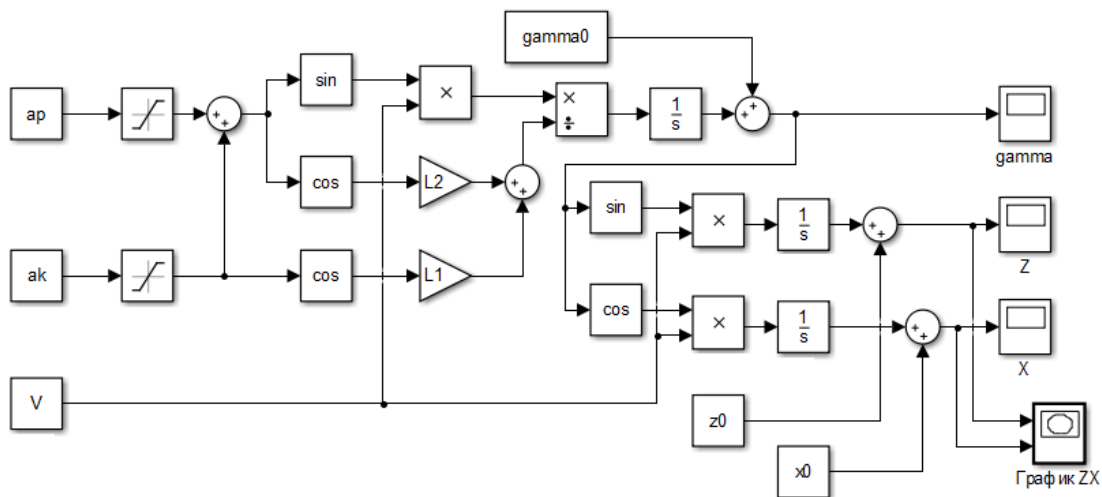 gamma0
sin
×
ap
×
÷
1
s
gamma
cos
L2
sin
×
1
s
Z
ak
cos
L1
cos
×
1
s
X
V
z0
x0
График ZX